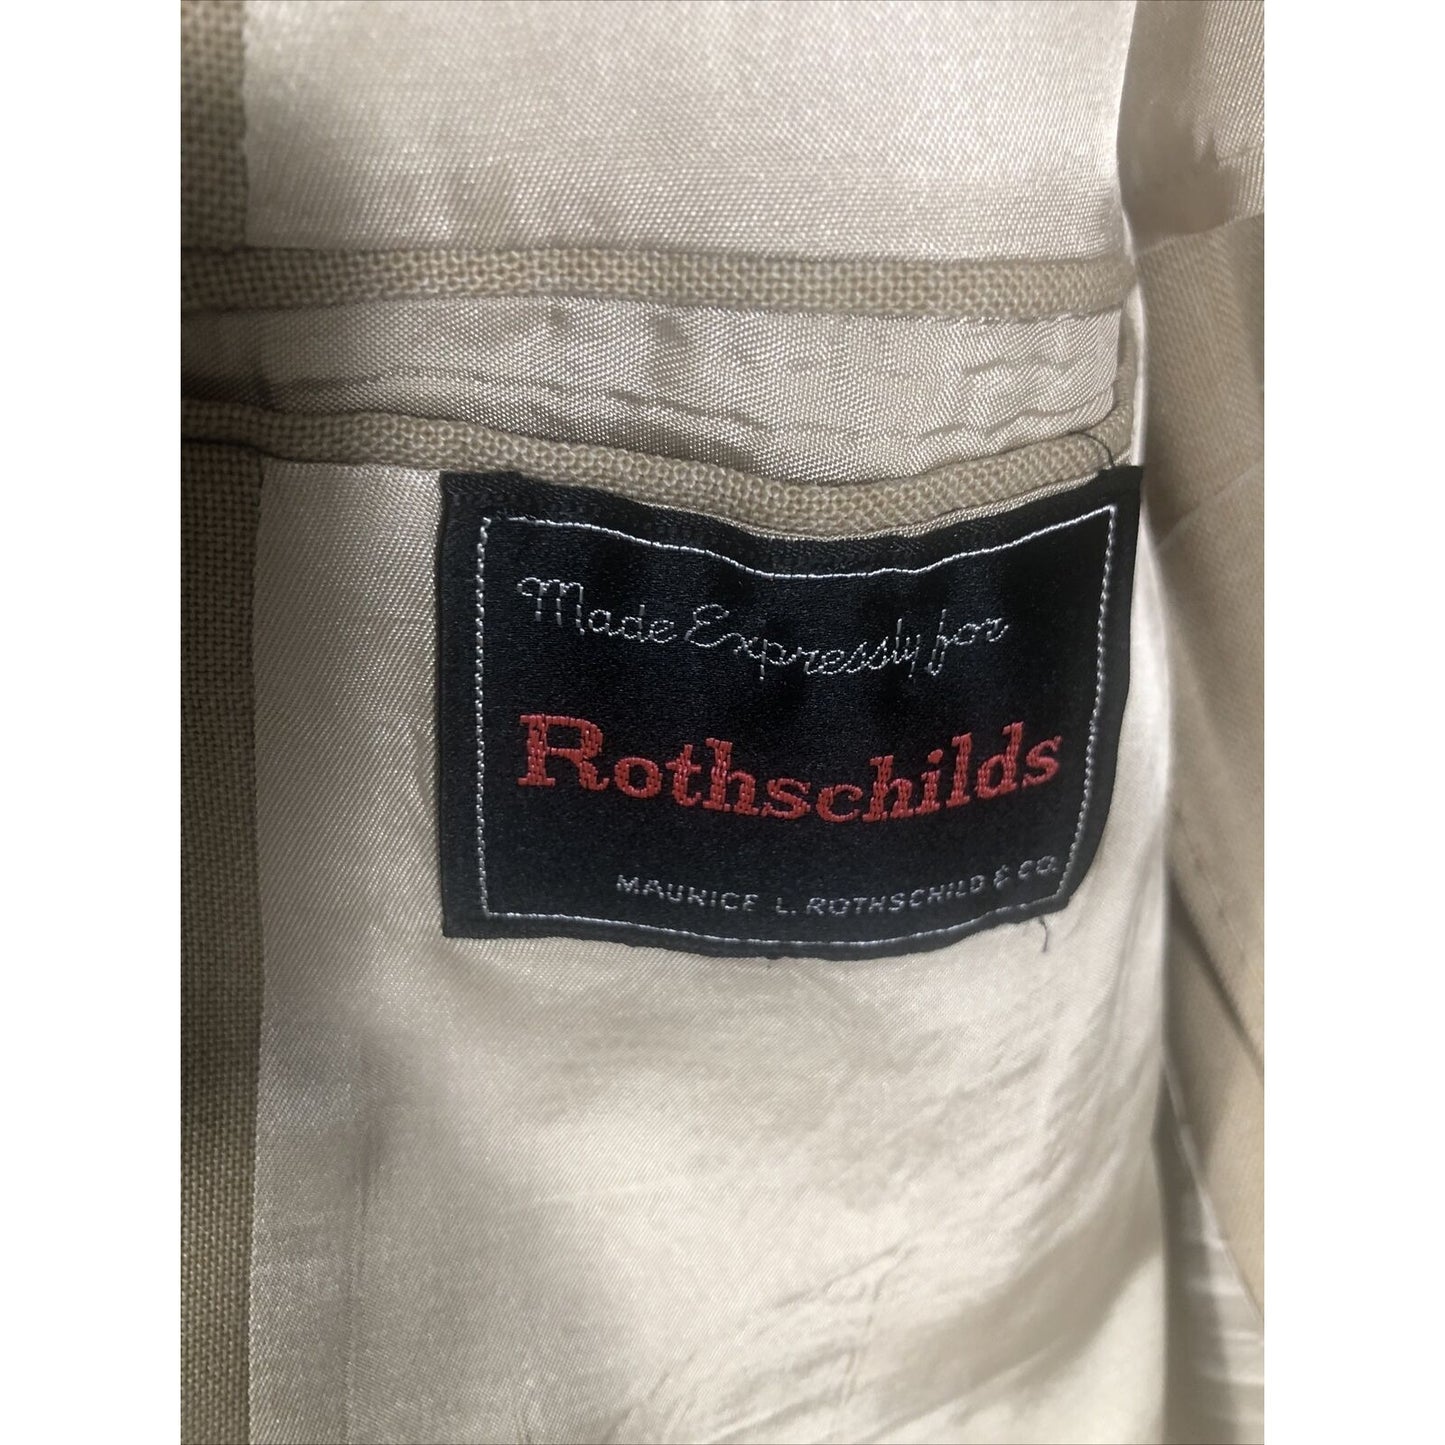 Made Expressly for
Rothschilds
MAURICE L. ROTHSCHILD & CO.